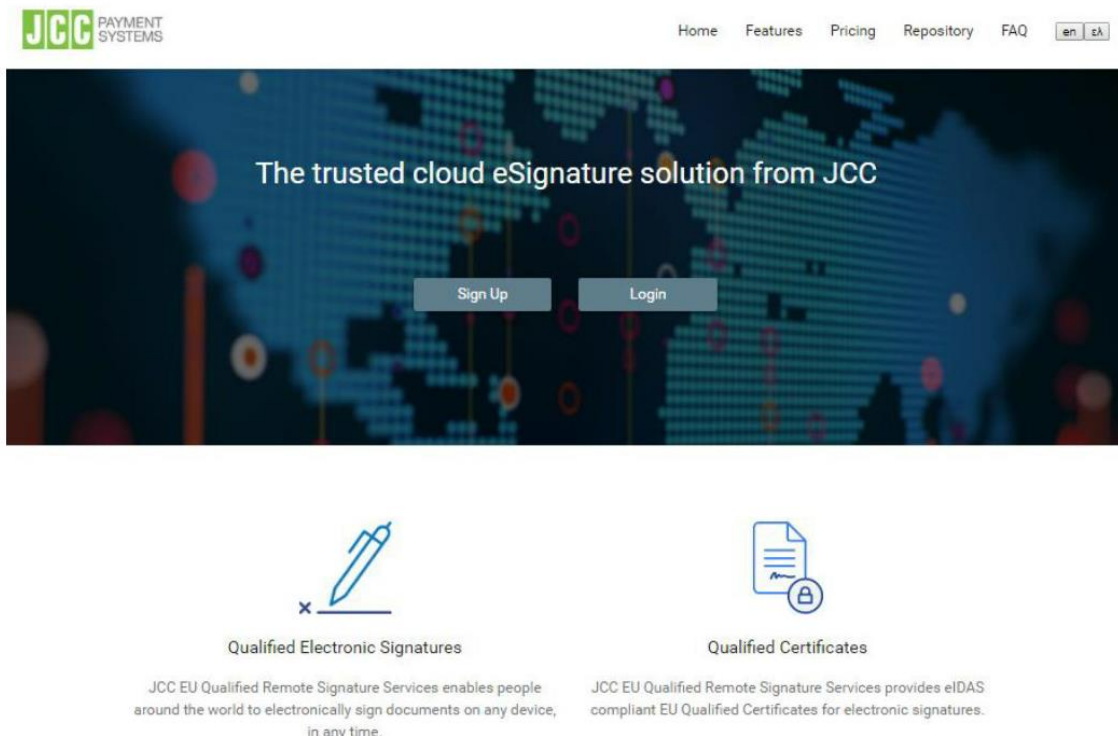 JCC PAYMENT
SYSTEMS
Home Features Pricing Repository FAQ en ελ
The trusted cloud eSignature solution from JCC
Sign Up Login
Qualified Electronic Signatures
JCC EU Qualified Remote Signature Services enables people
around the world to electronically sign documents on any device,
in any time.
Qualified Certificates
JCC EU Qualified Remote Signature Services provides eIDAS
compliant EU Qualified Certificates for electronic signatures.